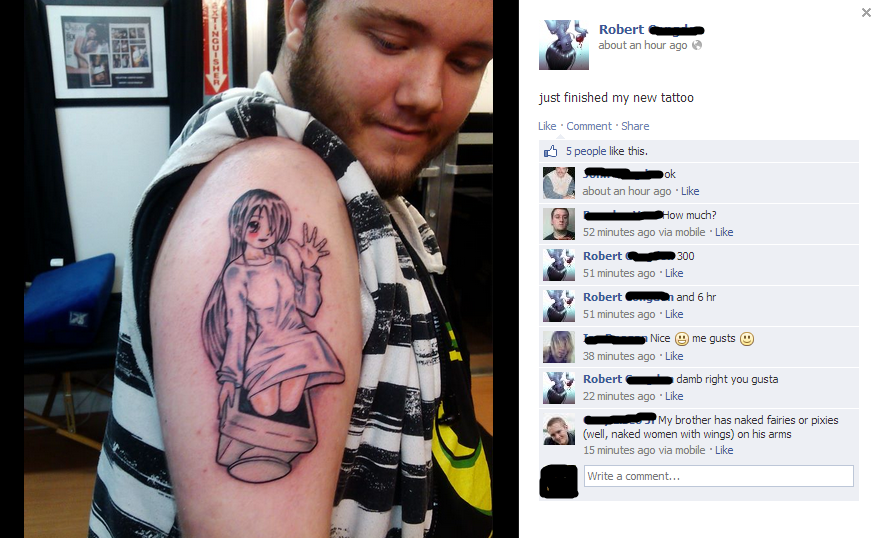 EXTINGUISHER
Robert
about an hour ago
just finished my new tattoo
Like · Comment · Share
5 people like this.
ok
about an hour ago · Like
How much?
52 minutes ago via mobile · Like
Robert 300
51 minutes ago · Like
Robert and 6 hr
51 minutes ago · Like
Nice me gusts
38 minutes ago · Like
Robert damb right you gusta
22 minutes ago · Like
My brother has naked fairies or pixies
(well, naked women with wings) on his arms
15 minutes ago via mobile · Like
Write a comment...